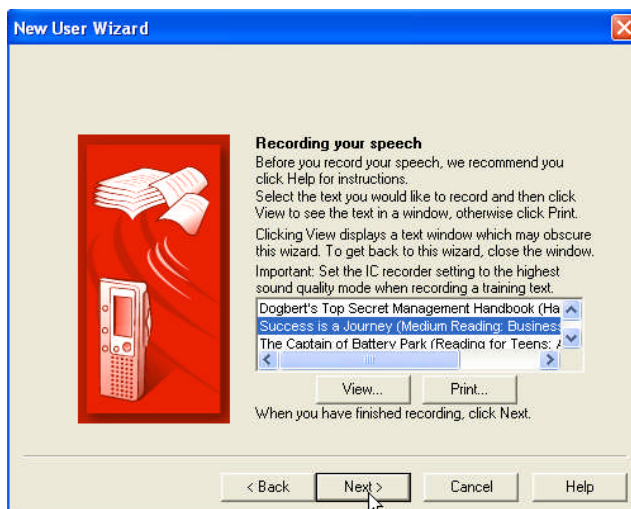 New User Wizard
Recording your speech
Before you record your speech, we recommend you
click Help for instructions.
Select the text you would like to record and then click
View to see the text in a window, otherwise click Print.
Clicking View displays a text window which may obscure
this wizard. To get back to this wizard, close the window.
Important: Set the IC recorder setting to the highest
sound quality mode when recording a training text.
Dogbert's Top Secret Management Handbook (Ha
Success is a Journey (Medium Reading: Business
The Captain of Battery Park (Reading for Teens: A
View... Print...
When you have finished recording, click Next.
< Back Next > Cancel Help